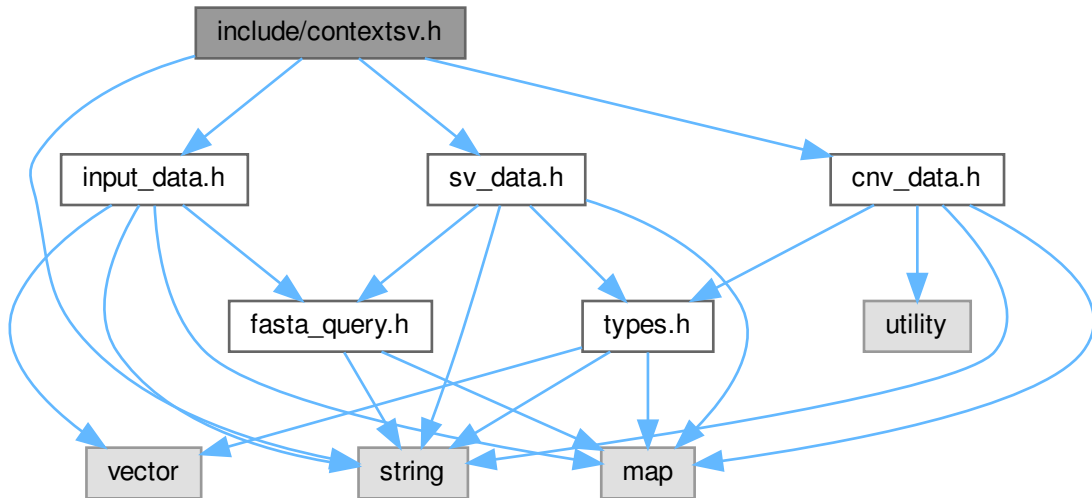 include/contextsv.h
input_data.h
sv_data.h
cnv_data.h
fasta_query.h
types.h
utility
vector
string
map